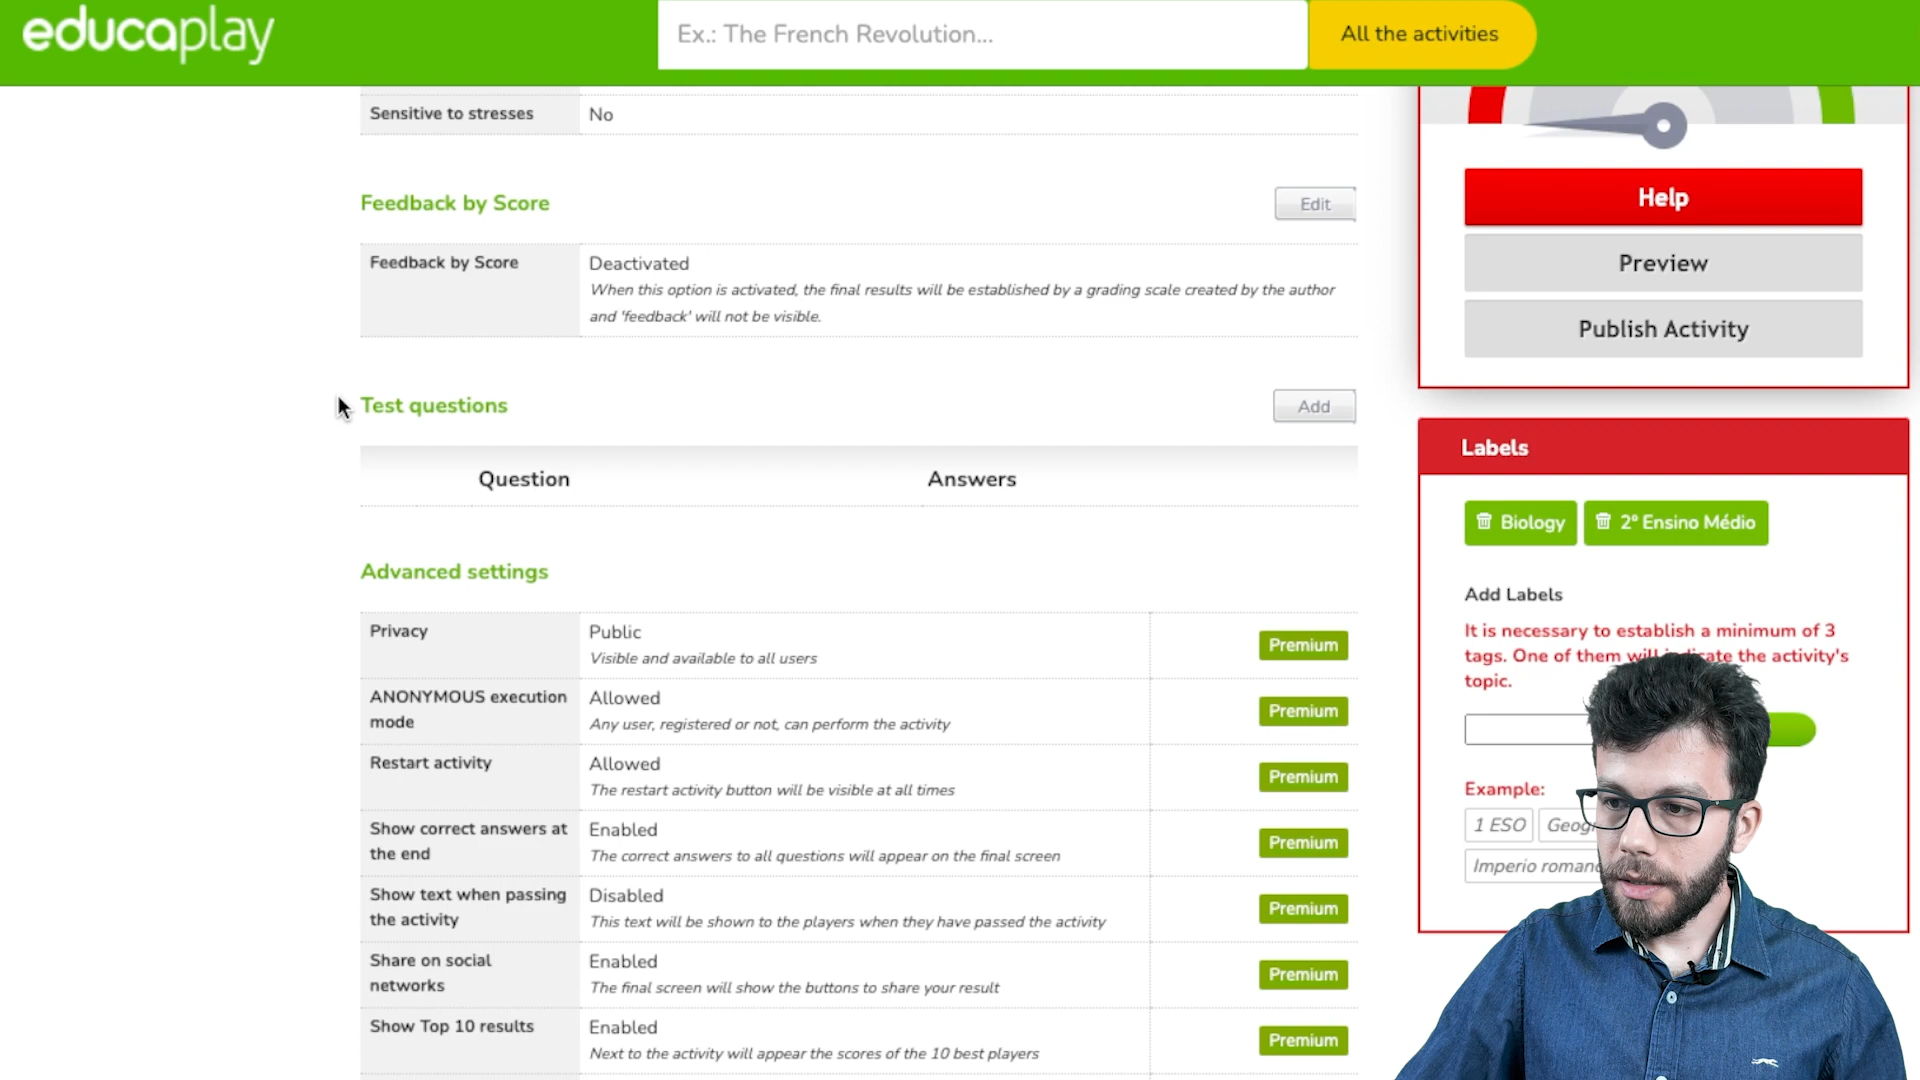 educaplay
Ex.: The French Revolution...
All the activities
Sensitive to stresses
No
Feedback by Score
Edit
Feedback by Score
Deactivated
When this option is activated, the final results will be established by a grading scale created by the author
and 'feedback' will not be visible.
Test questions
Add
Question
Answers
Advanced settings
Privacy
Public
Visible and available to all users
Premium
ANONYMOUS execution
mode
Allowed
Any user, registered or not, can perform the activity
Premium
Restart activity
Allowed
The restart activity button will be visible at all times
Premium
Show correct answers at
the end
Enabled
The correct answers to all questions will appear on the final screen
Premium
Show text when passing
the activity
Disabled
This text will be shown to the players when they have passed the activity
Premium
Share on social
networks
Enabled
The final screen will show the buttons to share your result
Premium
Show Top 10 results
Enabled
Next to the activity will appear the scores of the 10 best players
Premium
Help
Preview
Publish Activity
Labels
Biology
2º Ensino Médio
Add Labels
It is necessary to establish a minimum of 3
tags. One of them will indicate the activity's
topic.
Example:
1 ESO
Imperio